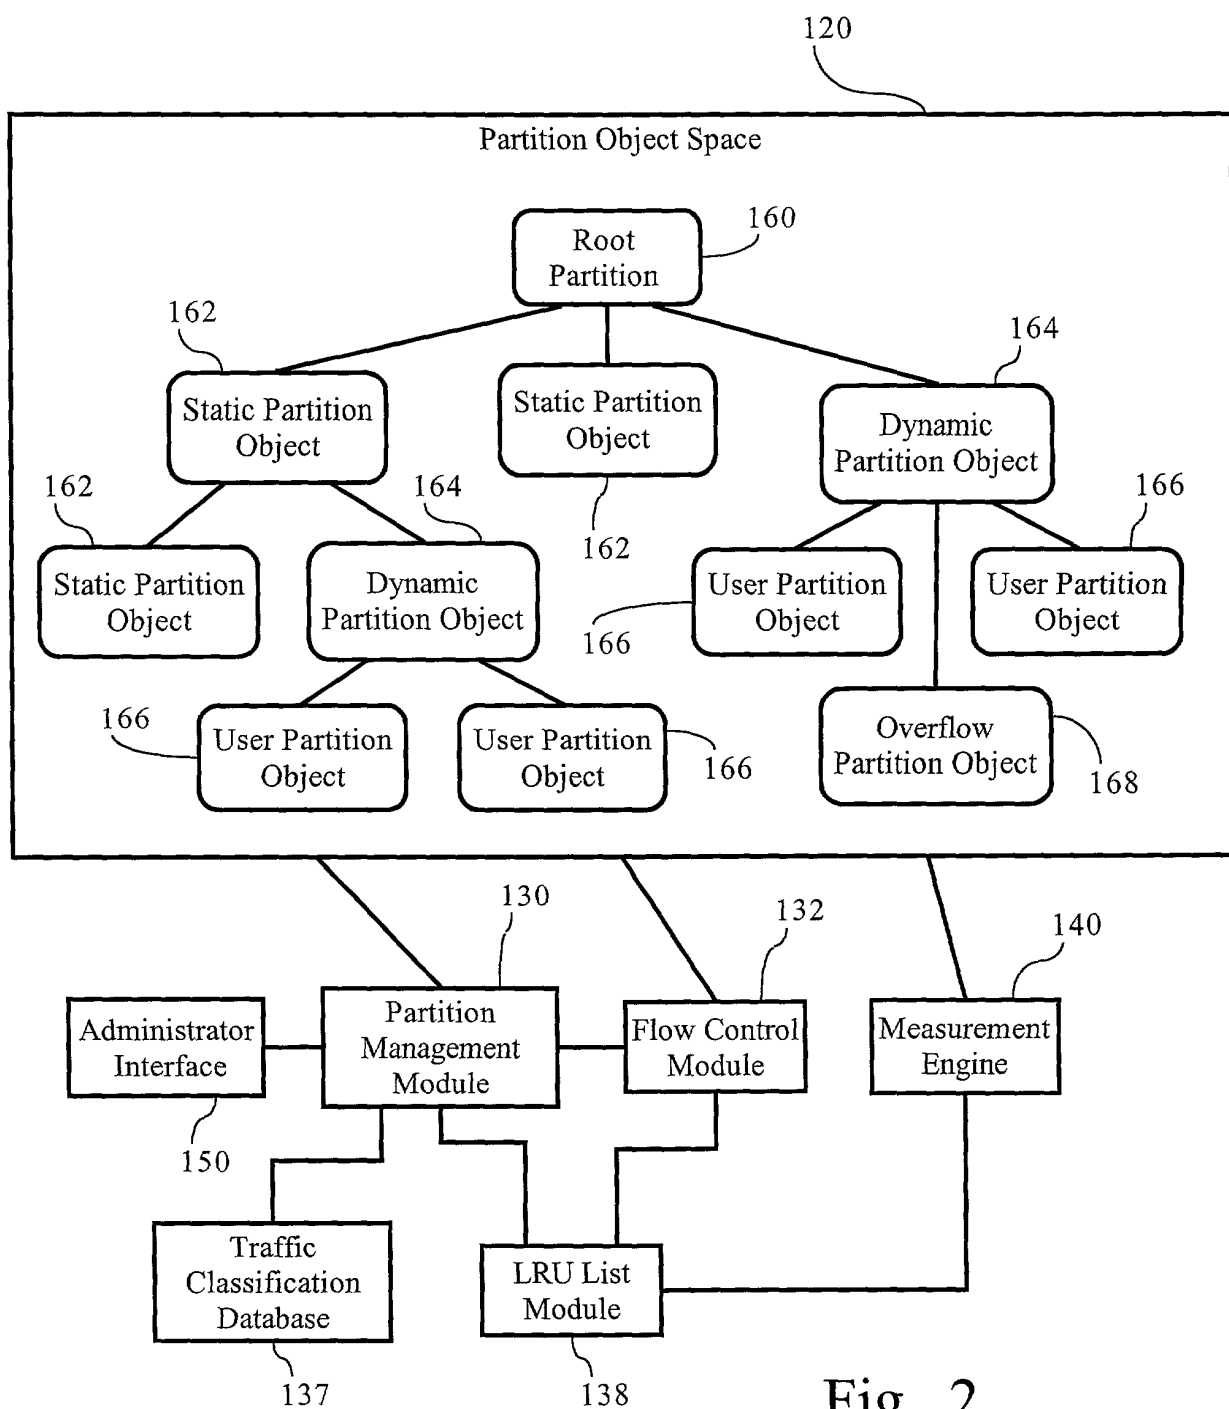 120
Partition Object Space
160
Root
Partition
162
164
Static Partition
Object
Static Partition
Object
Dynamic
Partition Object
162
164
162
166
Static Partition
Object
Dynamic
Partition Object
User Partition
Object
User Partition
Object
166
166
User Partition
Object
User Partition
Object
166
Overflow
Partition Object
168
130
132
140
Administrator
Interface
Partition
Management
Module
Flow Control
Module
Measurement
Engine
150
Traffic
Classification
Database
LRU List
Module
137
138
Fig. 2